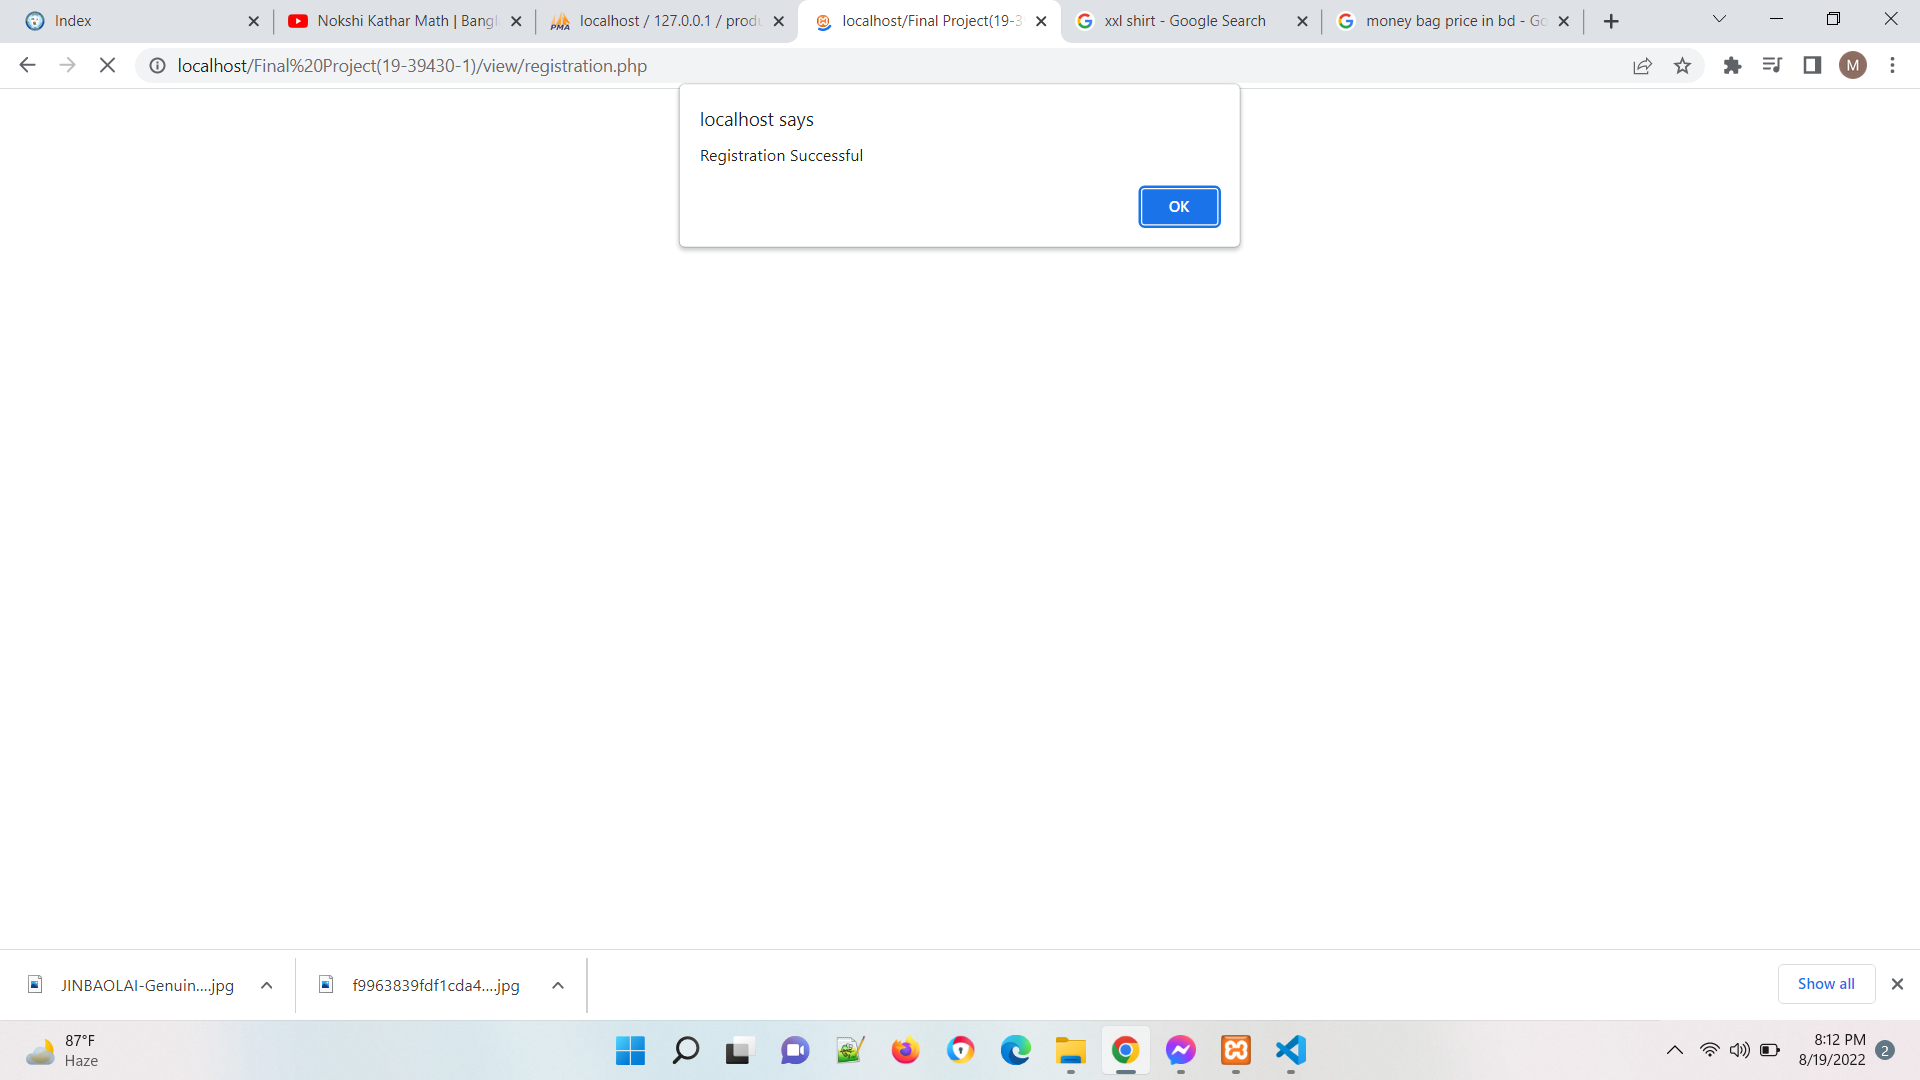 Index
Nokshi Kathar Math | Bangl
localhost / 127.0.0.1 / produ
localhost/Final Project(19-3
xxl shirt - Google Search
money bag price in bd - Go
localhost/Final%20Project(19-39430-1)/view/registration.php
M
localhost says
Registration Successful
OK
JINBAOLAI-Genuin....jpg
f9963839fdf1cda4....jpg
Show all
87°F
Haze
8:12 PM
8/19/2022
2